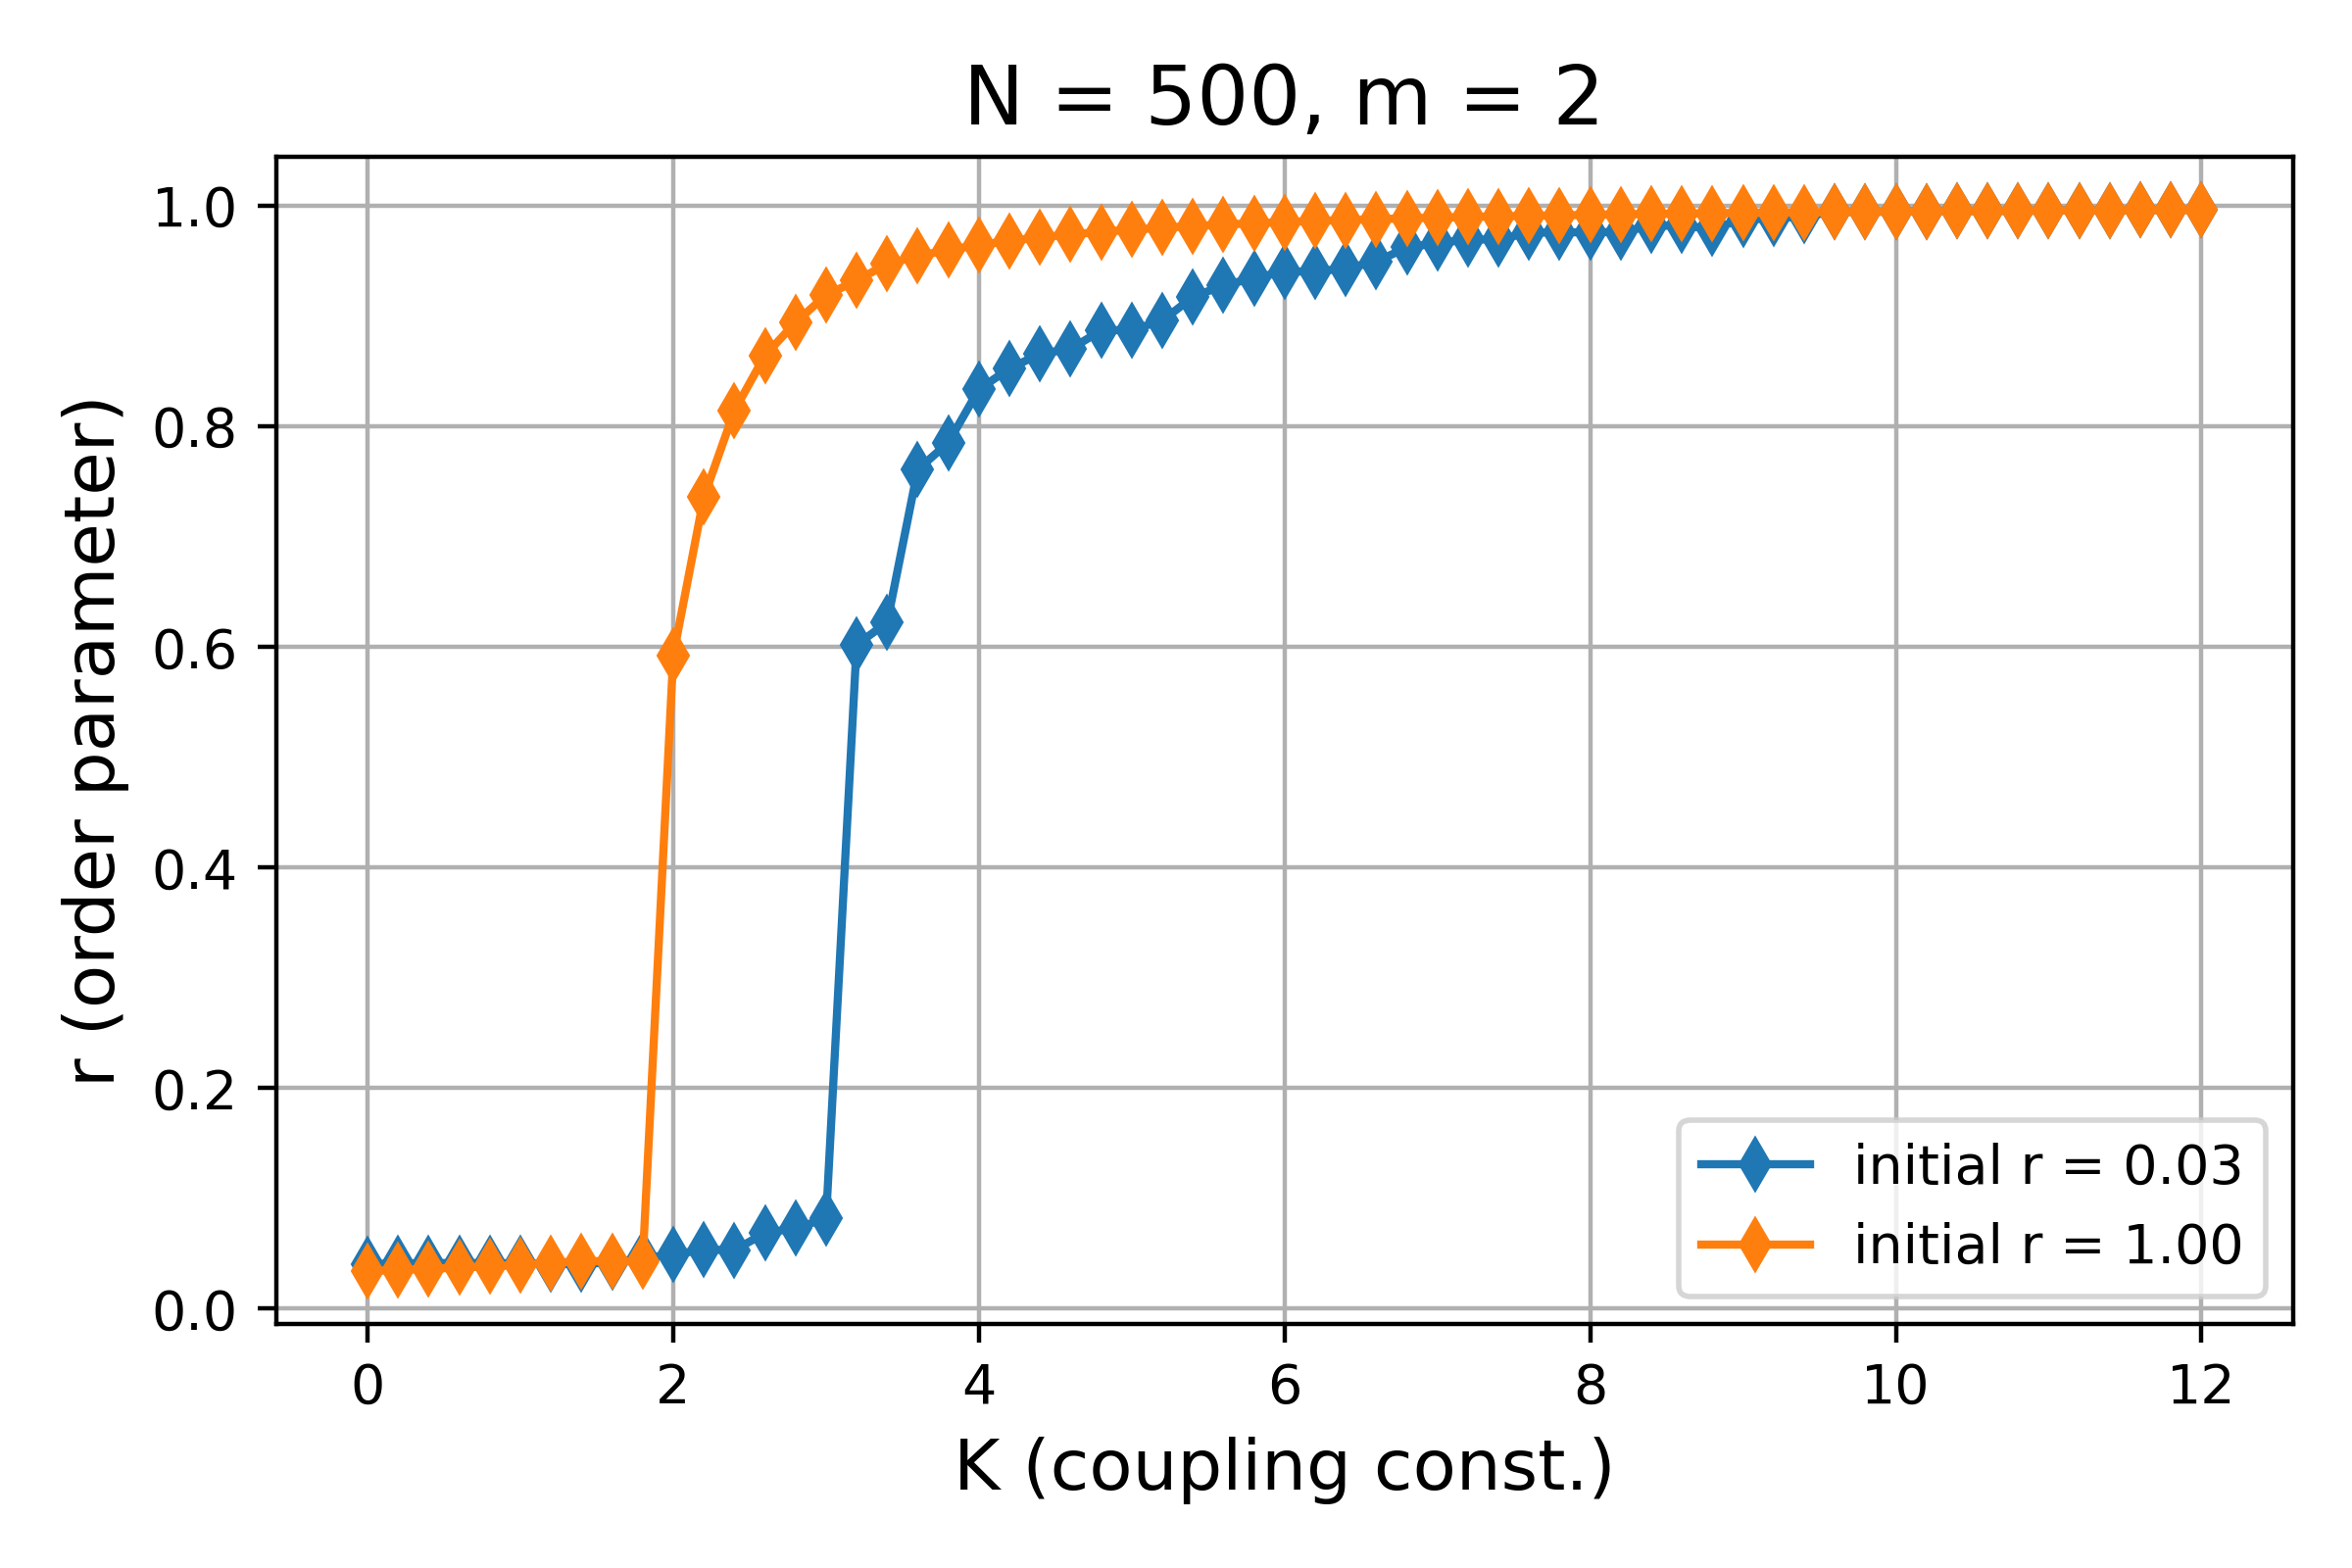 N = 500, m = 2
r (order parameter)
1.0
0.8
0.6
0.4
0.2
0.0
initial r = 0.03
initial r = 1.00
0 2 4 6 8 10 12
K (coupling const.)